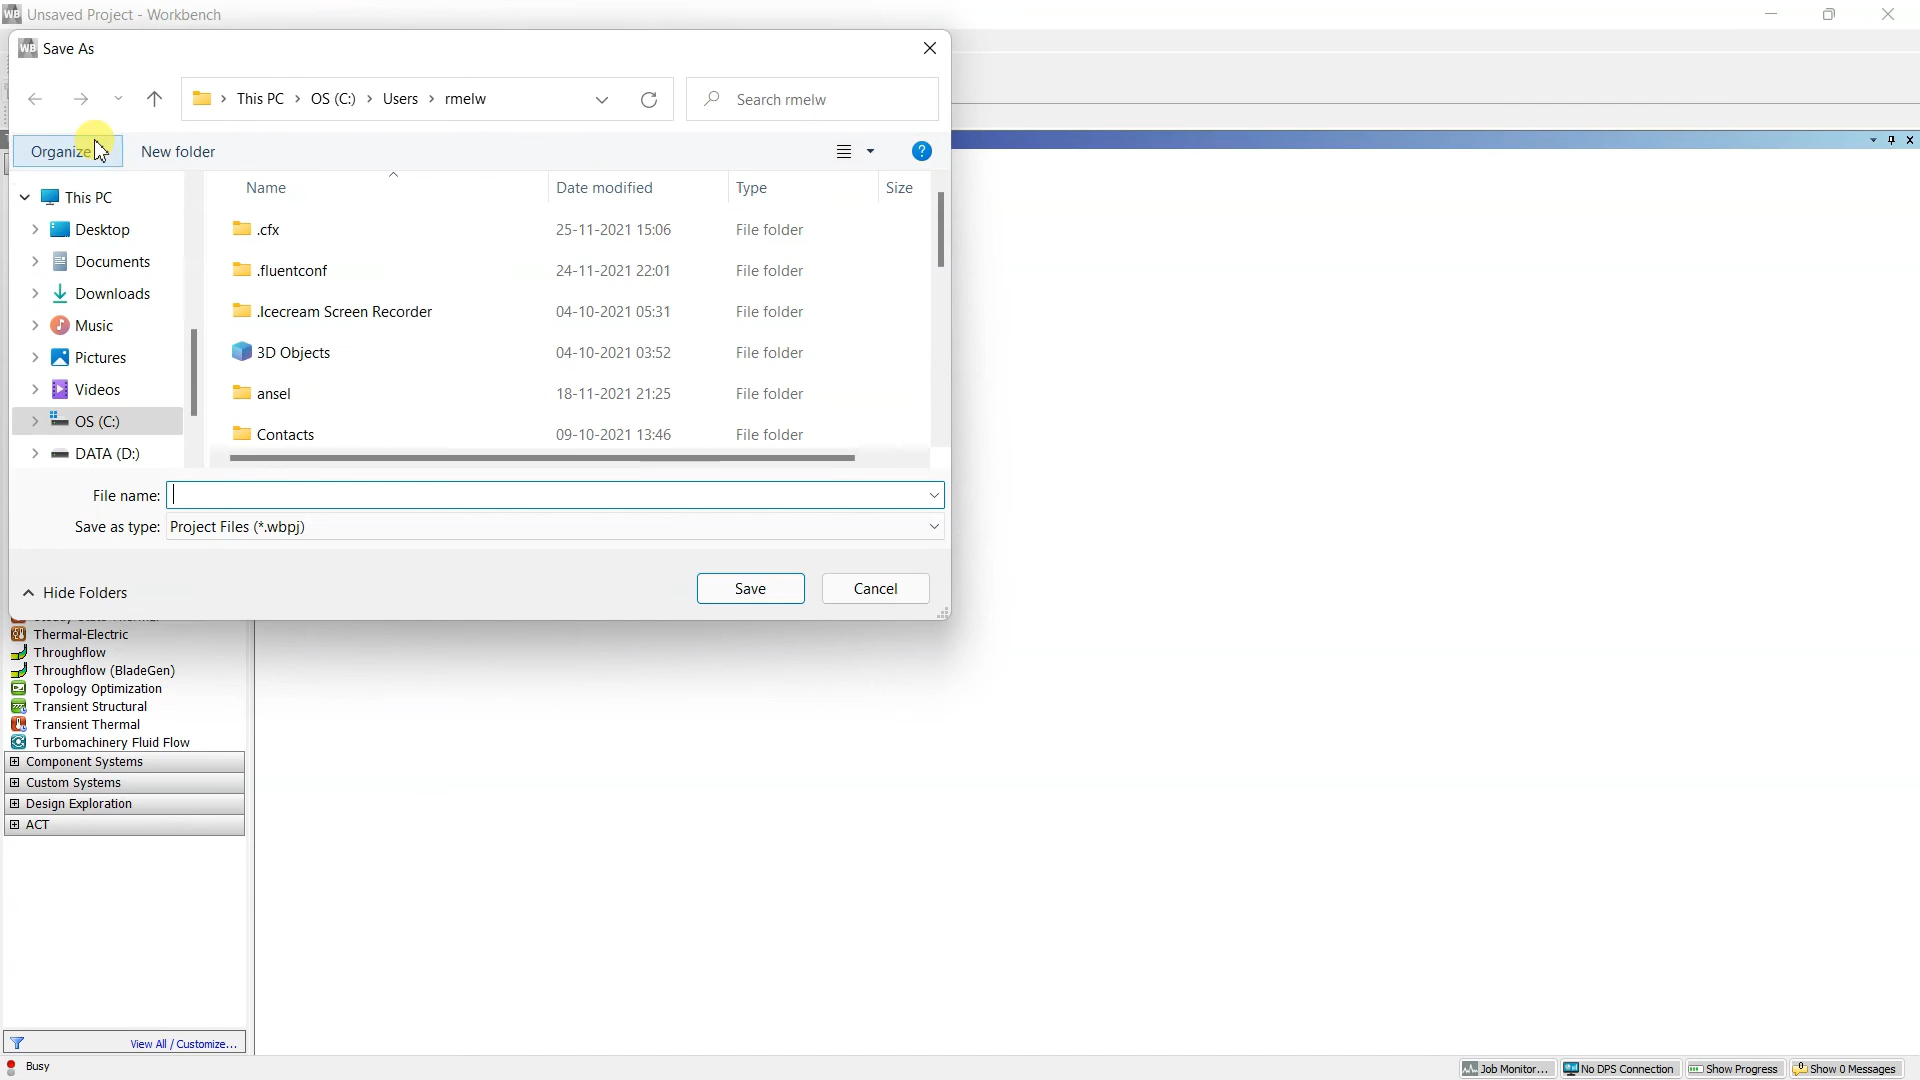 WB Unsaved Project - Workbench
WB Save As
This PC > OS (C:) > Users > rmelw
Search rmelw
Organize
New folder
?
This PC
Desktop
Documents
Downloads
Music
Pictures
Videos
OS (C:)
DATA (D:)
Name Date modified Type Size
.cfx 25-11-2021 15:06 File folder
.fluentconf 24-11-2021 22:01 File folder
.Icecream Screen Recorder 04-10-2021 05:31 File folder
3D Objects 04-10-2021 03:52 File folder
ansel 18-11-2021 21:25 File folder
Contacts 09-10-2021 13:46 File folder
File name:
Save as type: Project Files (*.wbpj)
Hide Folders
Save
Cancel
Thermal-Electric
Throughflow
Throughflow (BladeGen)
Topology Optimization
Transient Structural
Transient Thermal
Turbomachinery Fluid Flow
Component Systems
Custom Systems
Design Exploration
ACT
View All / Customize...
Busy
Job Monitor...
No DPS Connection
Show Progress
Show 0 Messages